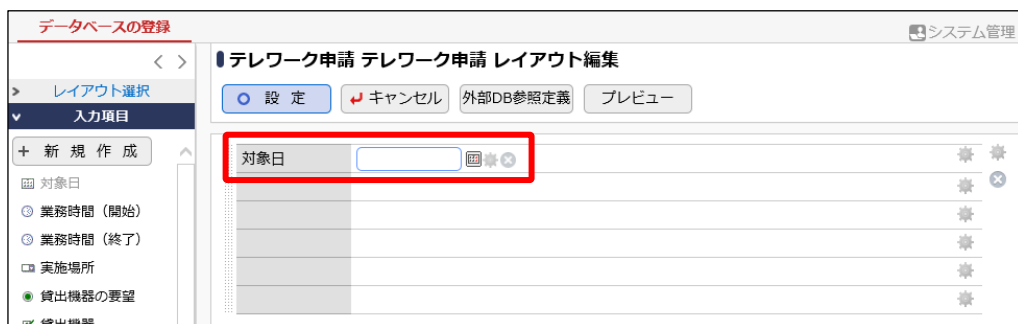 データベースの登録
システム管理
< >
テレワーク申請 テレワーク申請 レイアウト編集
レイアウト選択
入力項目
設 定
キャンセル
外部DB参照定義
プレビュー
+ 新 規 作 成
対象日
対象日
業務時間（開始）
業務時間（終了）
実施場所
貸出機器の要望
貸出機器